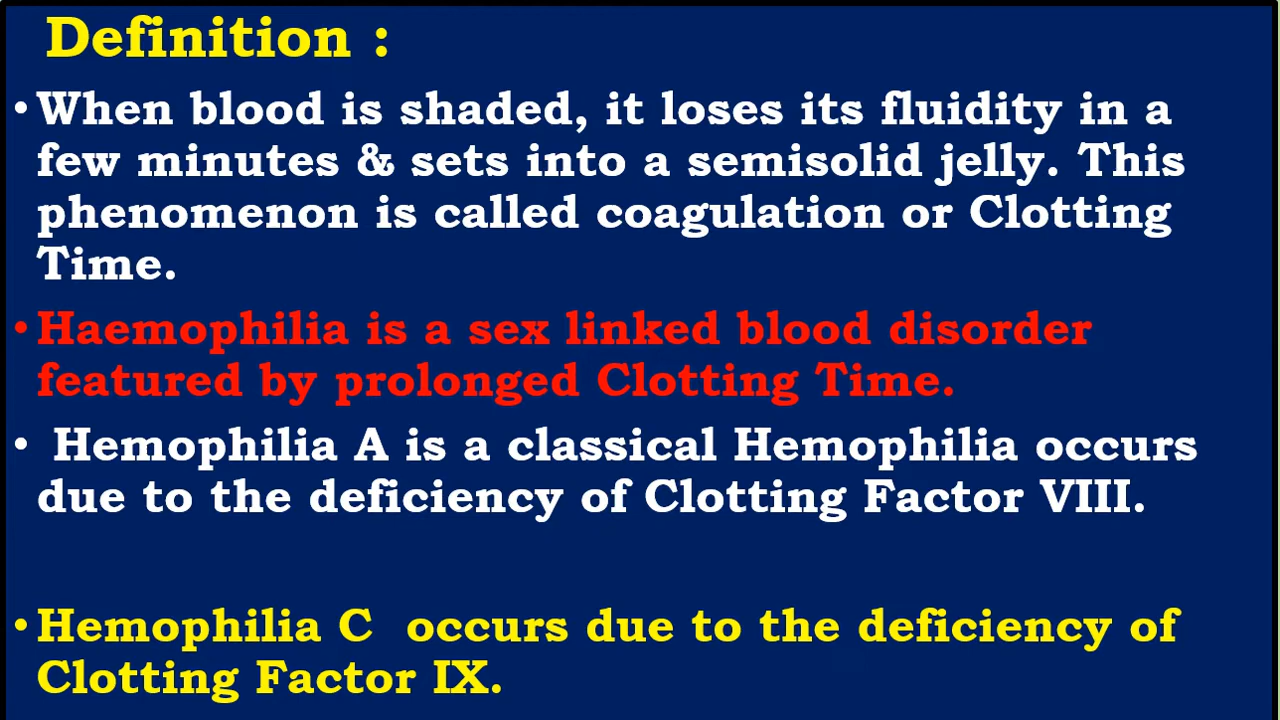 Definition :
• When blood is shaded, it loses its fluidity in a
few minutes & sets into a semisolid jelly. This
phenomenon is called coagulation or Clotting
Time.
• Haemophilia is a sex linked blood disorder
featured by prolonged Clotting Time.
• Hemophilia A is a classical Hemophilia occurs
due to the deficiency of Clotting Factor VIII.
• Hemophilia C occurs due to the deficiency of
Clotting Factor IX.